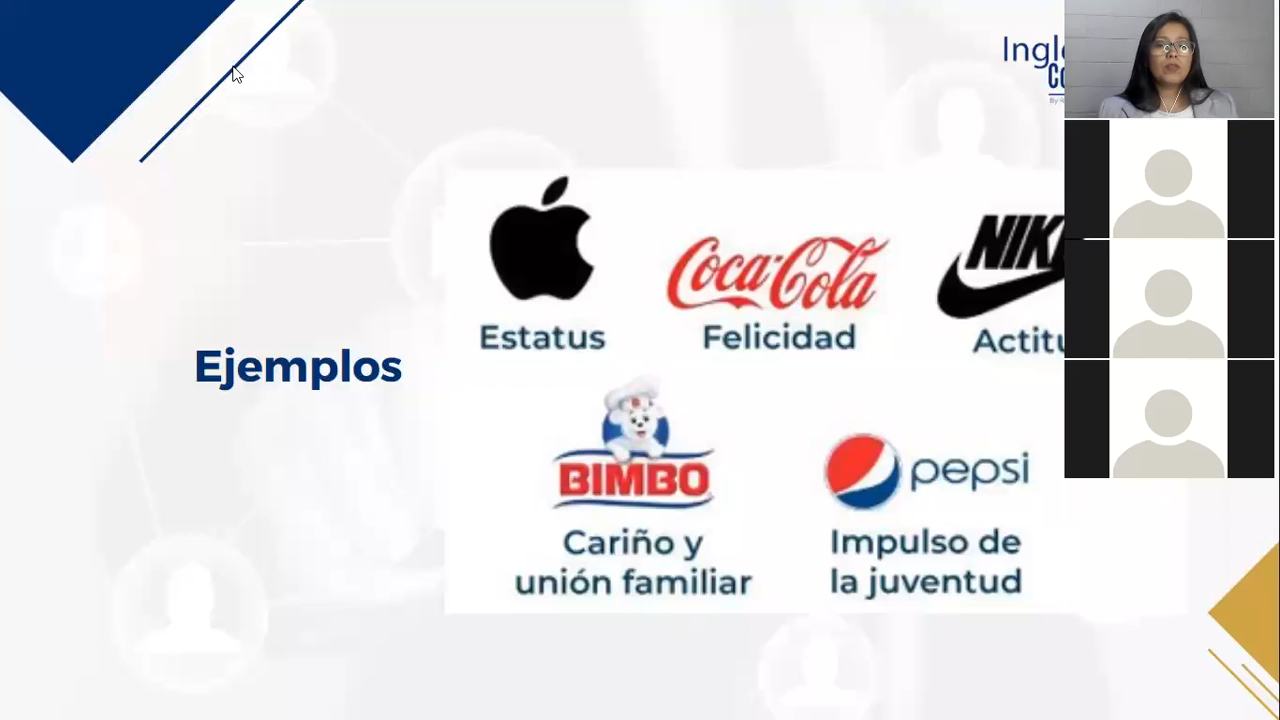 Coca-Cola
Estatus
Felicidad
Ejemplos
BIMBO
pepsi
Cariño y
unión familiar
Impulso de
la juventud